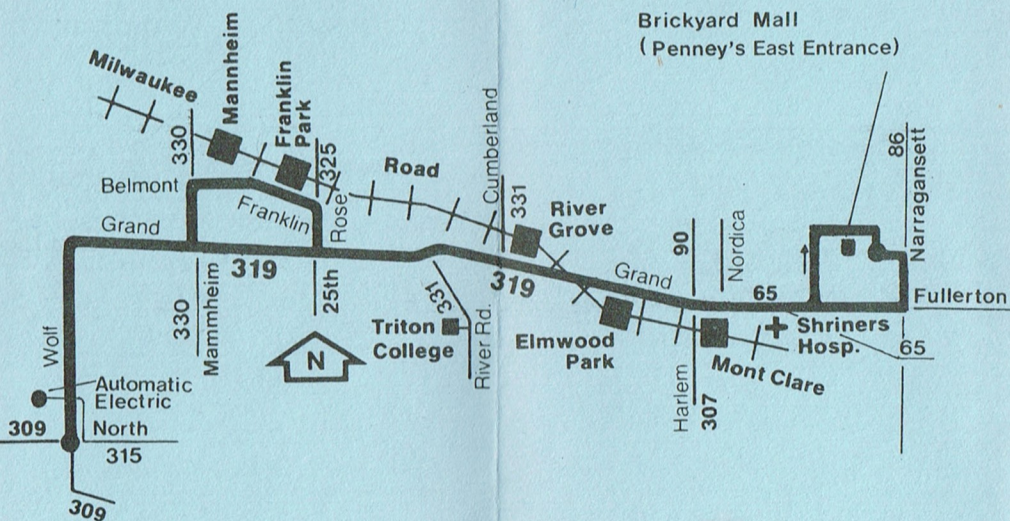 Brickyard Mall
(Penney's East Entrance)
Milwaukee
Mannheim
Franklin
Park
330
325
Road
Cumberland
331
River
Grove
86
Narragansett
Belmont
Franklin
Rose
Grand
319
330
Mammheim
25th
331
319
Grand
90
Nordica
65
Fullerton
Triton
College
River Rd.
Elmwood
Park
Shriners
Hosp.
65
Mont Clare
Harlem
307
N
Wolf
Automatic
Electric
309
North
315
309